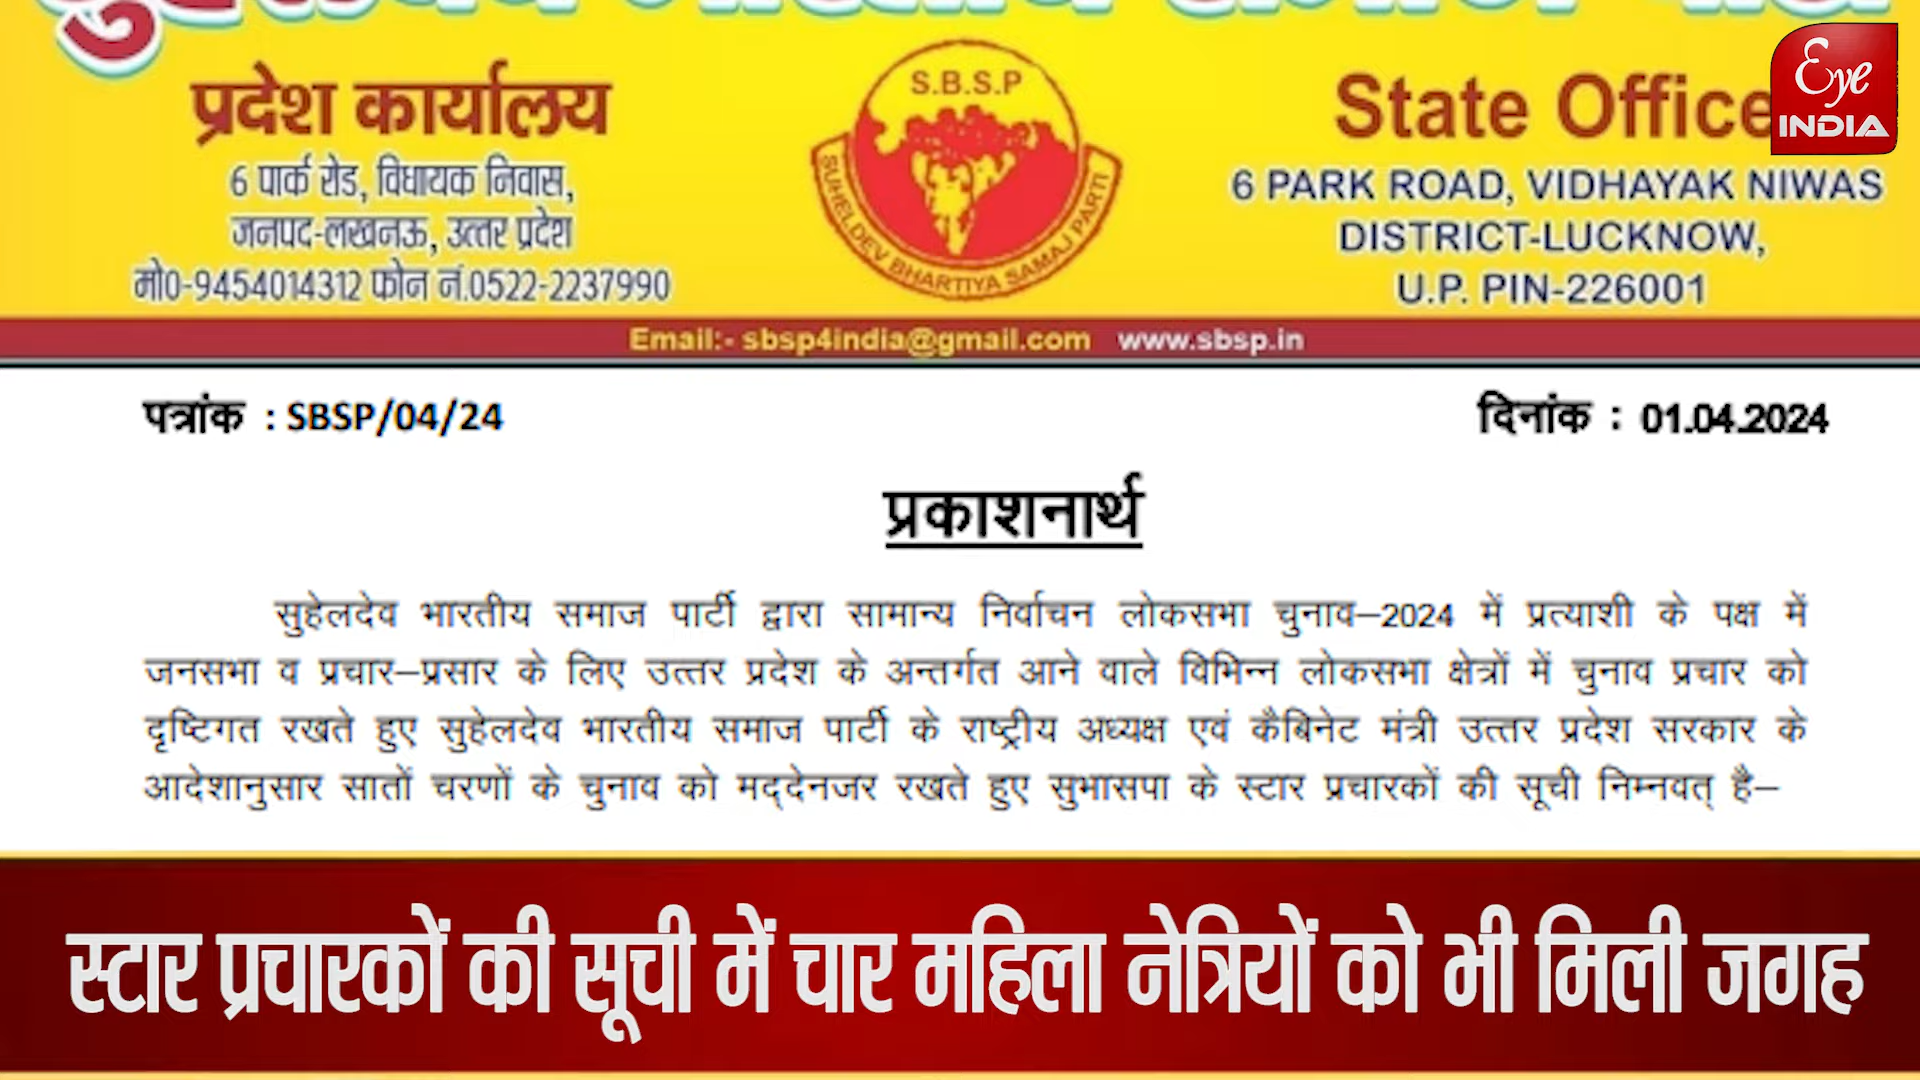 Eye
INDIA
प्रदेश कार्यालय
6 पार्क रोड, विधायक निवास,
जनपद-लखनऊ, उत्तर प्रदेश
मो0-9454014312 फोन नं.0522-2237990
S.B.S.P
SUHELDEV BHARTIYA SAMAJ PARTI
State Office
6 PARK ROAD, VIDHAYAK NIWAS
DISTRICT-LUCKNOW,
U.P. PIN-226001
Email:- sbsp4india@gmail.com www.sbsp.in
पत्रांक : SBSP/04/24
दिनांक : 01.04.2024
प्रकाशनार्थ
सुहेलदेव भारतीय समाज पार्टी द्वारा सामान्य निर्वाचन लोकसभा चुनाव–2024 में प्रत्याशी के पक्ष में
जनसभा व प्रचार–प्रसार के लिए उत्तर प्रदेश के अन्तर्गत आने वाले विभिन्न लोकसभा क्षेत्रों में चुनाव प्रचार को
दृष्टिगत रखते हुए सुहेलदेव भारतीय समाज पार्टी के राष्ट्रीय अध्यक्ष एवं कैबिनेट मंत्री उत्तर प्रदेश सरकार के
आदेशानुसार सातों चरणों के चुनाव को मद्देनजर रखते हुए सुभासपा के स्टार प्रचारकों की सूची निम्नवत् है–
स्टार प्रचारकों की सूची में चार महिला नेत्रियों को भी मिली जगह